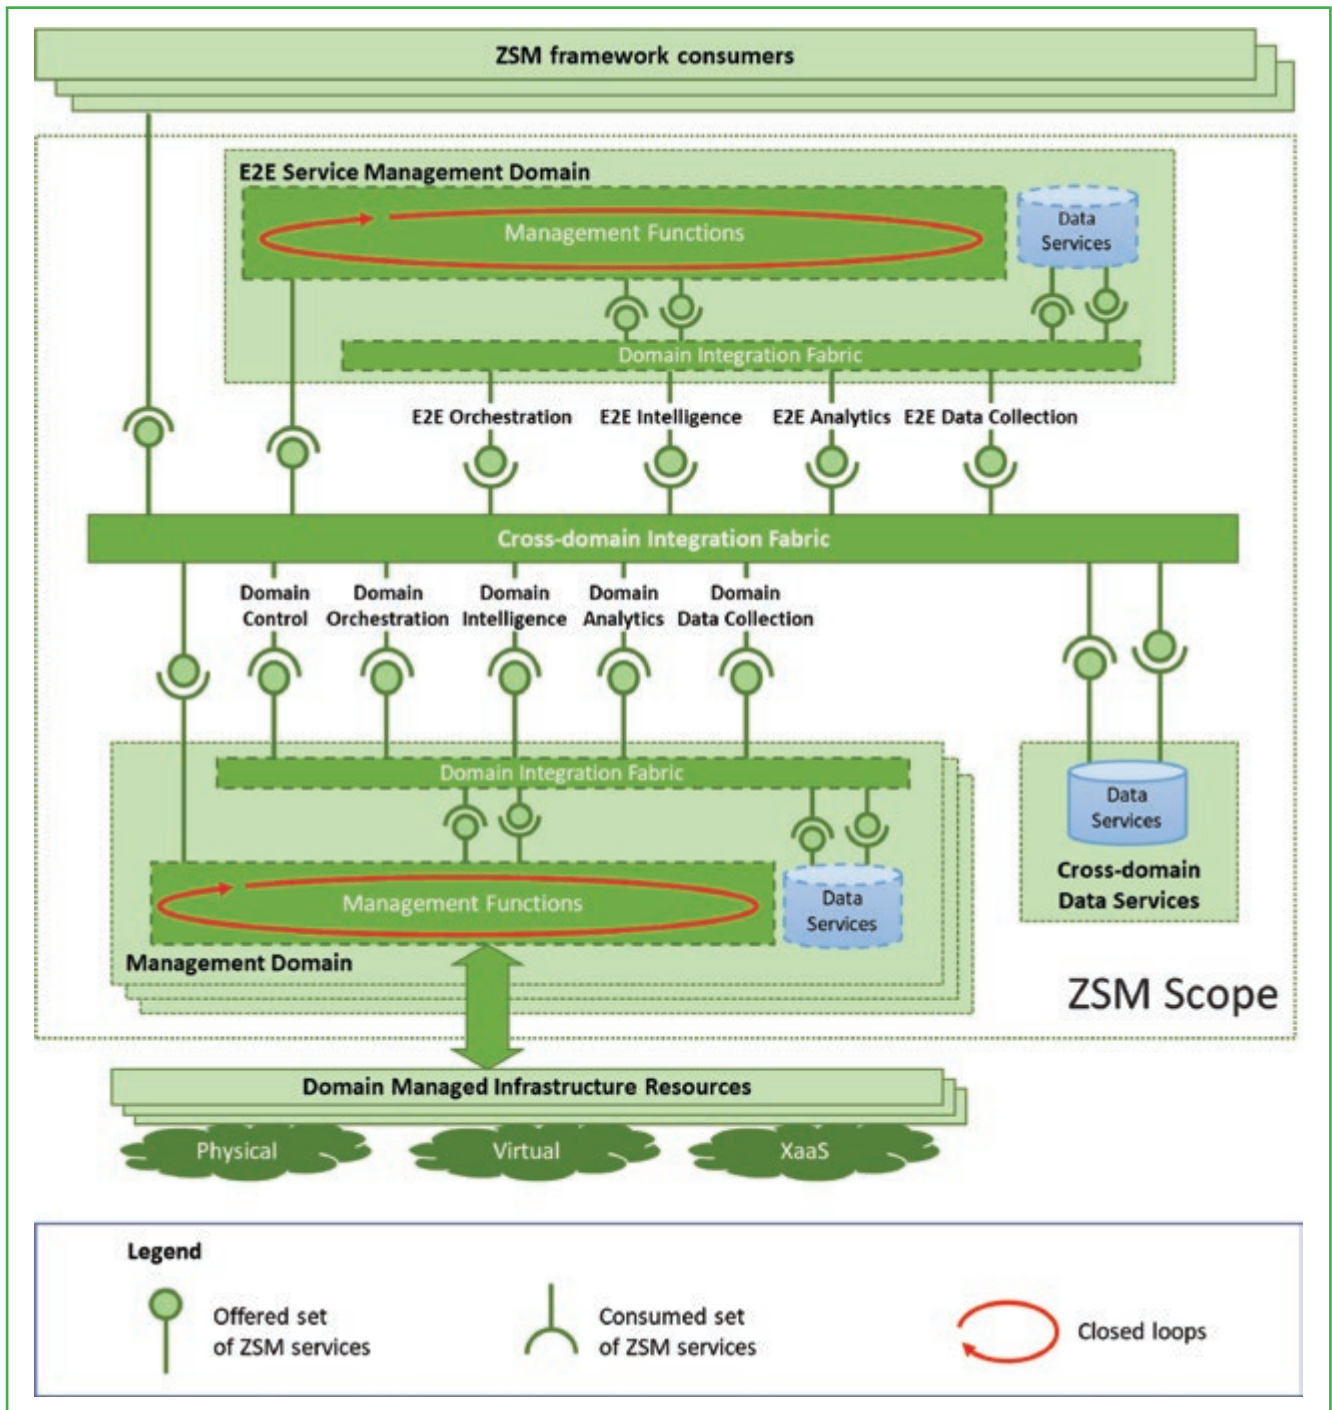 ZSM framework consumers
E2E Service Management Domain
Management Functions
Data
Services
Domain Integration Fabric
E2E Orchestration
E2E Intelligence
E2E Analytics
E2E Data Collection
Cross-domain Integration Fabric
Domain
Control
Domain
Orchestration
Domain
Intelligence
Domain
Analytics
Domain
Data Collection
Domain Integration Fabric
Management Functions
Data
Services
Management Domain
Data
Services
Cross-domain
Data Services
ZSM Scope
Domain Managed Infrastructure Resources
Physical
Virtual
XaaS
Legend
Offered set
of ZSM services
Consumed set
of ZSM services
Closed loops